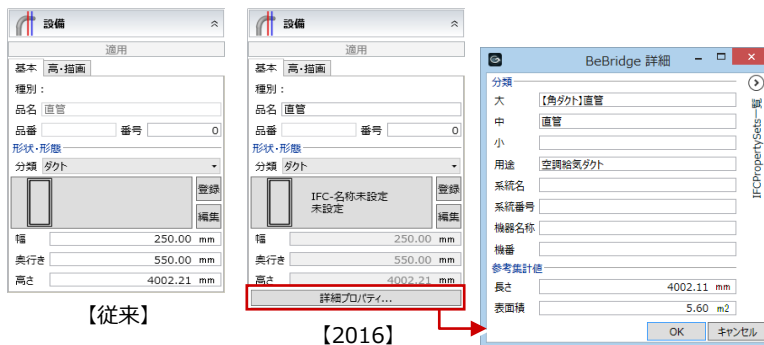 設備
適用
基本 高・描画
種別：
品名 直管
品番 番号 0
形状・形態
分類 ダクト
登録
編集
幅 250.00 mm
奥行き 550.00 mm
高さ 4002.21 mm
【従来】
設備
適用
基本 高・描画
種別：
品名 直管
品番 番号 0
形状・形態
分類 ダクト
IFC-名称未設定
未設定
登録
編集
幅 250.00 mm
奥行き 550.00 mm
高さ 4002.21 mm
詳細プロパティ...
【2016】
BeBridge 詳細
分類
大 【角ダクト】直管
中 直管
小
用途 空調給気ダクト
系統名
系統番号
機器名称
機番
参考集計値
長さ 4002.11 mm
表面積 5.60 m2
OK キャンセル
IFCPropertySets一覧